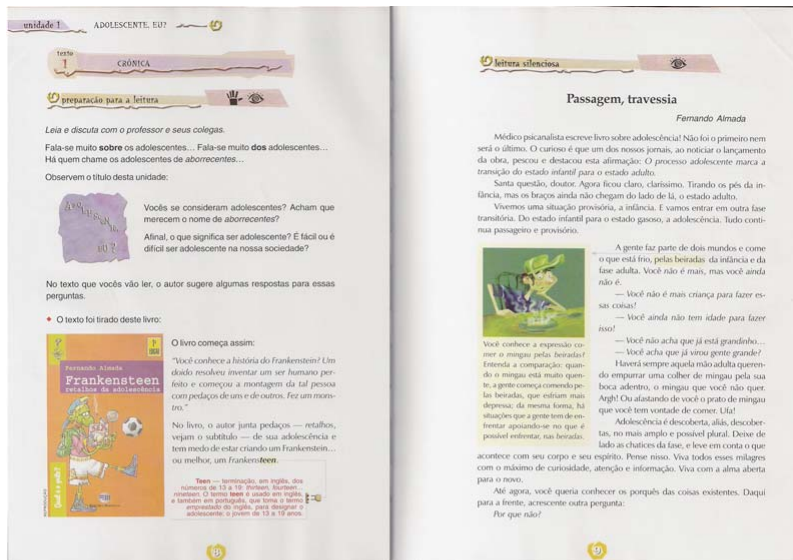 unidade 1 ADOLESCENTE, EU?
texto
1
CRÔNICA
preparação para a leitura
Leia e discuta com o professor e seus colegas.
Fala-se muito sobre os adolescentes... Fala-se muito dos adolescentes...
Há quem chame os adolescentes de aborrecentes...
Observem o título desta unidade:
ADOLESCENTE,
EU?
Vocês se consideram adolescentes? Acham que
merecem o nome de aborrecentes?
Afinal, o que significa ser adolescente? É fácil ou é
difícil ser adolescente na nossa sociedade?
No texto que vocês vão ler, o autor sugere algumas respostas para essas
perguntas.
O texto foi tirado deste livro:
Fernando Almada
Frankensteen
retalhos da adolescência
Qual é o grilo?
O livro começa assim:
"Você conhece a história do Frankenstein? Um
doido resolveu inventar um ser humano per-
feito e começou a montagem da tal pessoa
com pedaços de uns e de outros. Fez um mons-
tro."
No livro, o autor junta pedaços — retalhos,
vejam o subtítulo — de sua adolescência e
tem medo de estar criando um Frankenstein...
ou melhor, um Frankensteen.
Teen — terminação, em inglês, dos
números de 13 a 19: thirteen, fourteen...
nineteen. O termo teen é usado em inglês,
e também em português, que toma o termo
emprestado do inglês, para designar o
adolescente: o jovem de 13 a 19 anos.
8
leitura silenciosa
Passagem, travessia
Fernando Almada
Médico psicanalista escreve livro sobre adolescência! Não foi o primeiro nem
será o último. O curioso é que um dos nossos jornais, ao noticiar o lançamento
da obra, pescou e destacou esta afirmação: O processo adolescente marca a
transição do estado infantil para o estado adulto.
Santa questão, doutor. Agora ficou claro, claríssimo. Tirando os pés da in-
fância, mas os braços ainda não chegam do lado de lá, o estado adulto.
Vivemos uma situação provisória, a infância. E vamos entrar em outra fase
transitória. Do estado infantil para o estado gasoso, a adolescência. Tudo conti-
nua passageiro e provisório.
A gente faz parte de dois mundos e come
o que está frio, pelas beiradas da infância e da
fase adulta. Você não é mais, mas você ainda
não é.
— Você não é mais criança para fazer es-
sas coisas!
— Você ainda não tem idade para fazer
isso!
— Você não acha que já está grandinho...
— Você acha que já virou gente grande?
Haverá sempre aquela mão adulta queren-
do empurrar uma colher de mingau pela sua
boca adentro, o mingau que você não quer.
Argh! Ou afastando de você o prato de mingau
que você tem vontade de comer. Ufa!
Adolescência é descoberta, aliás, descober-
tas, no mais amplo e possível plural. Deixe de
lado as chatices da fase, e leve em conta o que
acontece com seu corpo e seu espírito. Pense nisso. Viva todos esses milagres
com o máximo de curiosidade, atenção e informação. Viva com a alma aberta
para o novo.
Até agora, você queria conhecer os porquês das coisas existentes. Daqui
para a frente, acrescente outra pergunta:
Por que não?
Você conhece a expressão co-
mer o mingau pelas beiradas?
Entenda a comparação: quan-
do o mingau está muito quen-
te, a gente começa comendo pe-
las beiradas, que esfriam mais
depressa; da mesma forma, há
situações que a gente tem de en-
frentar apoiando-se no que é
possível enfrentar, nas beiradas.
9